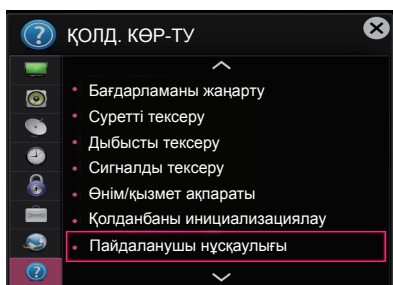 ҚОЛД. КӨР-ТУ
Бағдарламаны жаңарту
Суретті тексеру
Дыбысты тексеру
Сигналды тексеру
Өнім/қызмет ақпараты
Қолданбаны инициализациялау
Пайдаланушы нұсқаулығы